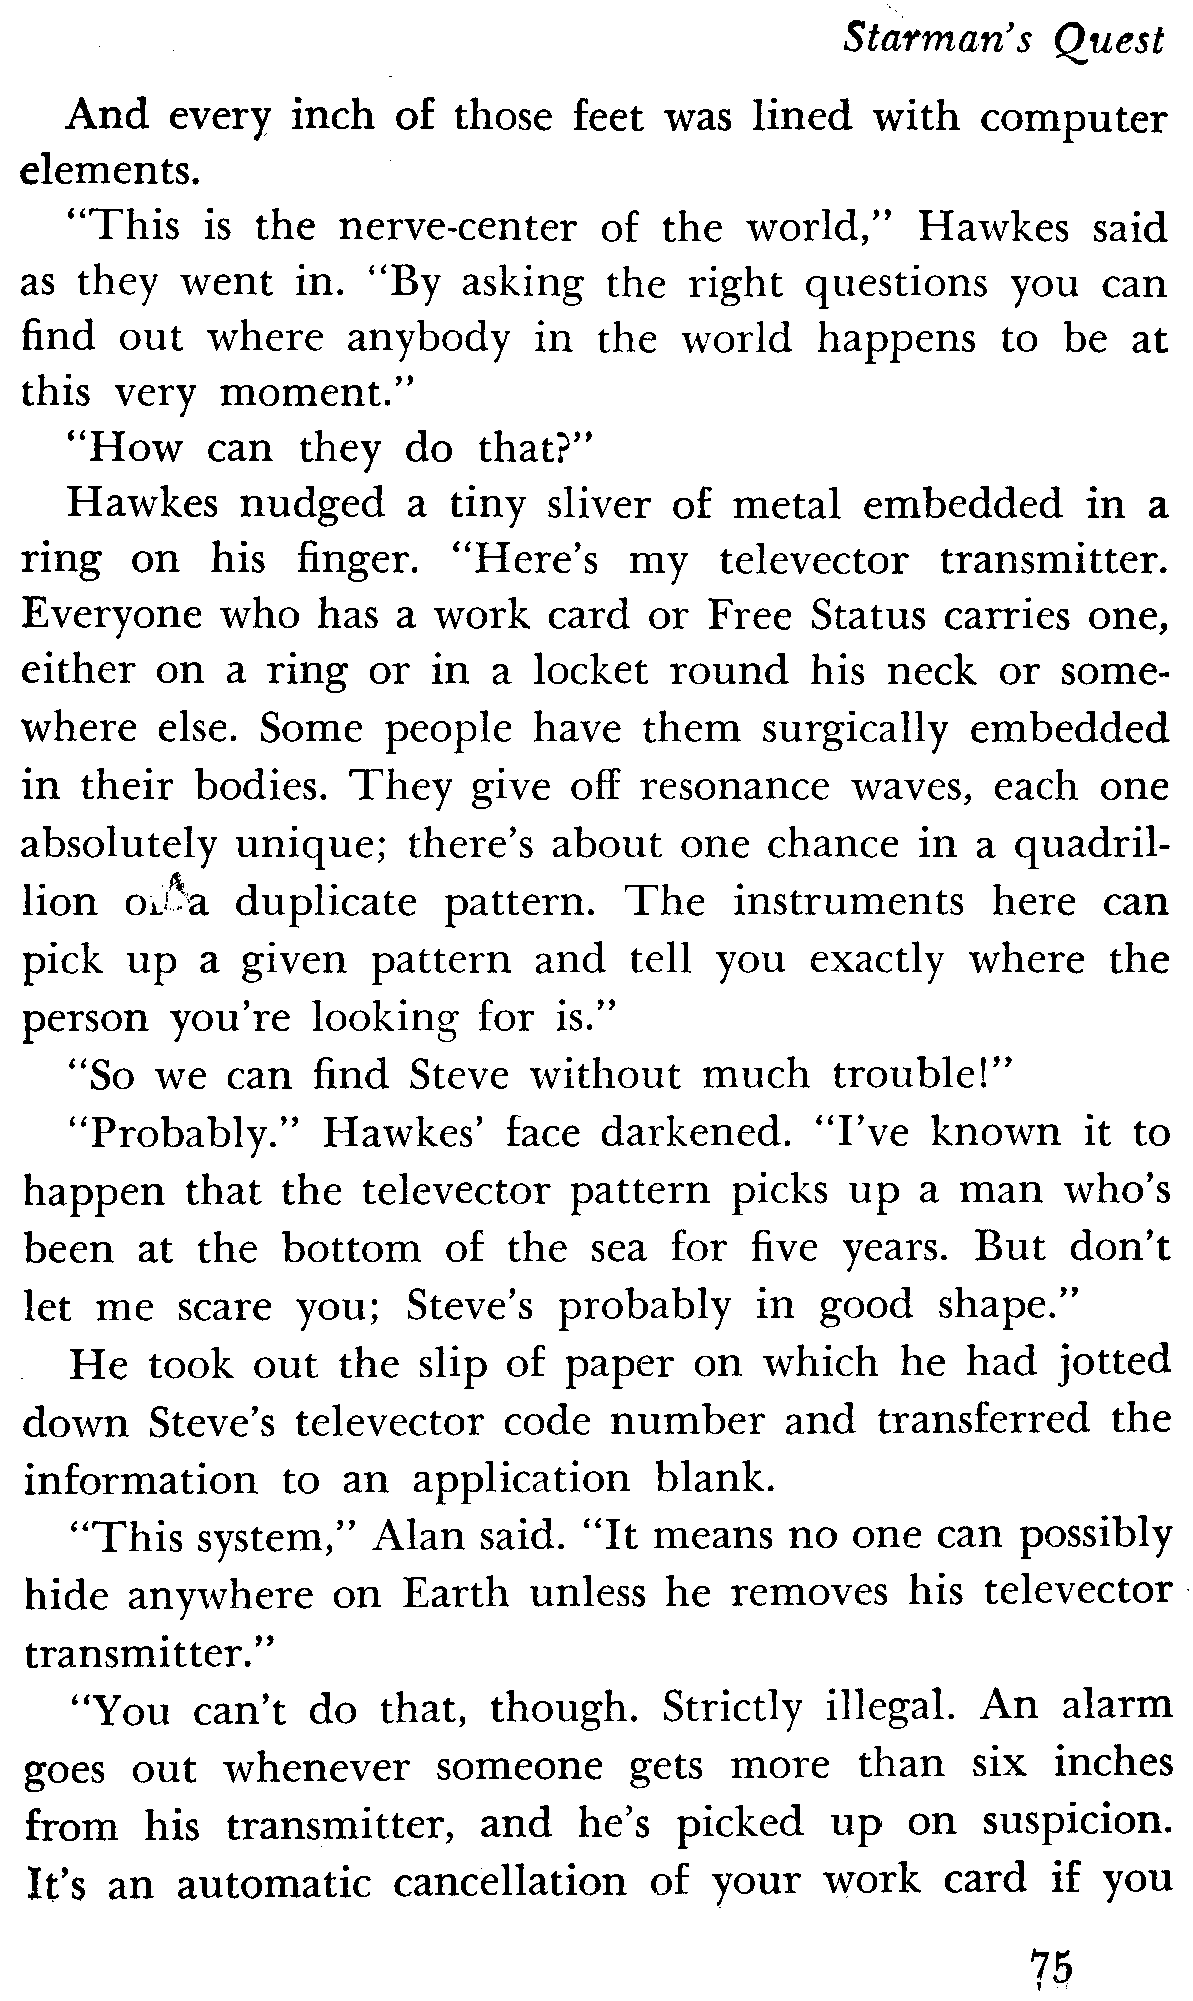 Starman's Quest
And every inch of those feet was lined with computer
elements.
"This is the nerve-center of the world," Hawkes said
as they went in. "By asking the right questions you can
find out where anybody in the world happens to be at
this very moment."
"How can they do that?"
Hawkes nudged a tiny sliver of metal embedded in a
ring on his finger. "Here's my televector transmitter.
Everyone who has a work card or Free Status carries one,
either on a ring or in a locket round his neck or some-
where else. Some people have them surgically embedded
in their bodies. They give off resonance waves, each one
absolutely unique; there's about one chance in a quadril-
lion a duplicate pattern. The instruments here can
pick up a given pattern and tell you exactly where the
person you're looking for is."
"So we can find Steve without much trouble!"
"Probably." Hawkes' face darkened. "I've known it to
happen that the televector pattern picks up a man who's
been at the bottom of the sea for five years. But don't
let me scare you; Steve's probably in good shape."
He took out the slip of paper on which he had jotted
down Steve's televector code number and transferred the
information to an application blank.
"This system," Alan said. "It means no one can possibly
hide anywhere on Earth unless he removes his televector
transmitter."
"You can't do that, though. Strictly illegal. An alarm
goes out whenever someone gets more than six inches
from his transmitter, and he's picked up on suspicion.
It's an automatic cancellation of your work card if you
75